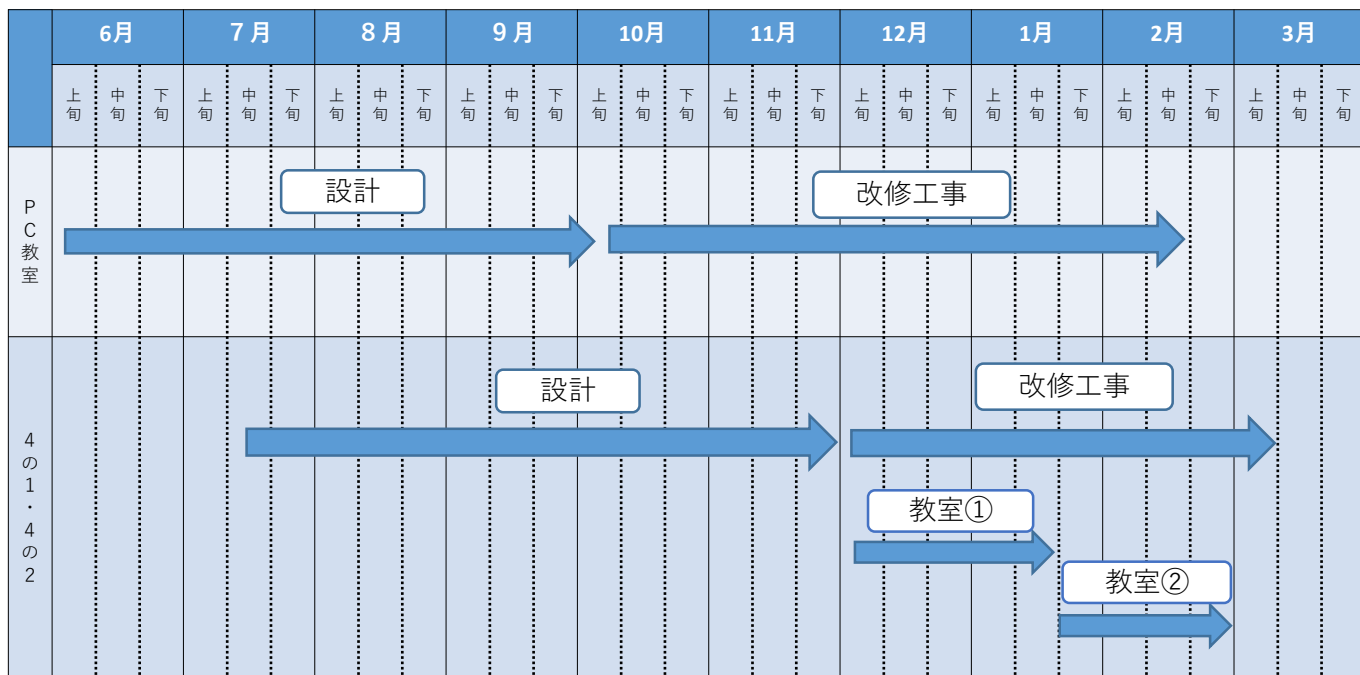 6月 7月 8月 9月 10月 11月 12月 1月 2月 3月
上旬 中旬 下旬 上旬 中旬 下旬 上旬 中旬 下旬 上旬 中旬 下旬 上旬 中旬 下旬 上旬 中旬 下旬 上旬 中旬 下旬 上旬 中旬 下旬 上旬 中旬 下旬 上旬 中旬 下旬
PC教室
設計
改修工事
4の1・4の2
設計
改修工事
教室①
教室②